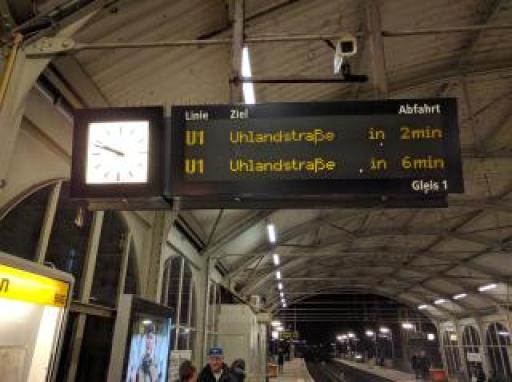 Linie Ziel Abfahrt
U1 Uhlandstraße in 2min
U1 Uhlandstraße in 6min
Gleis 1